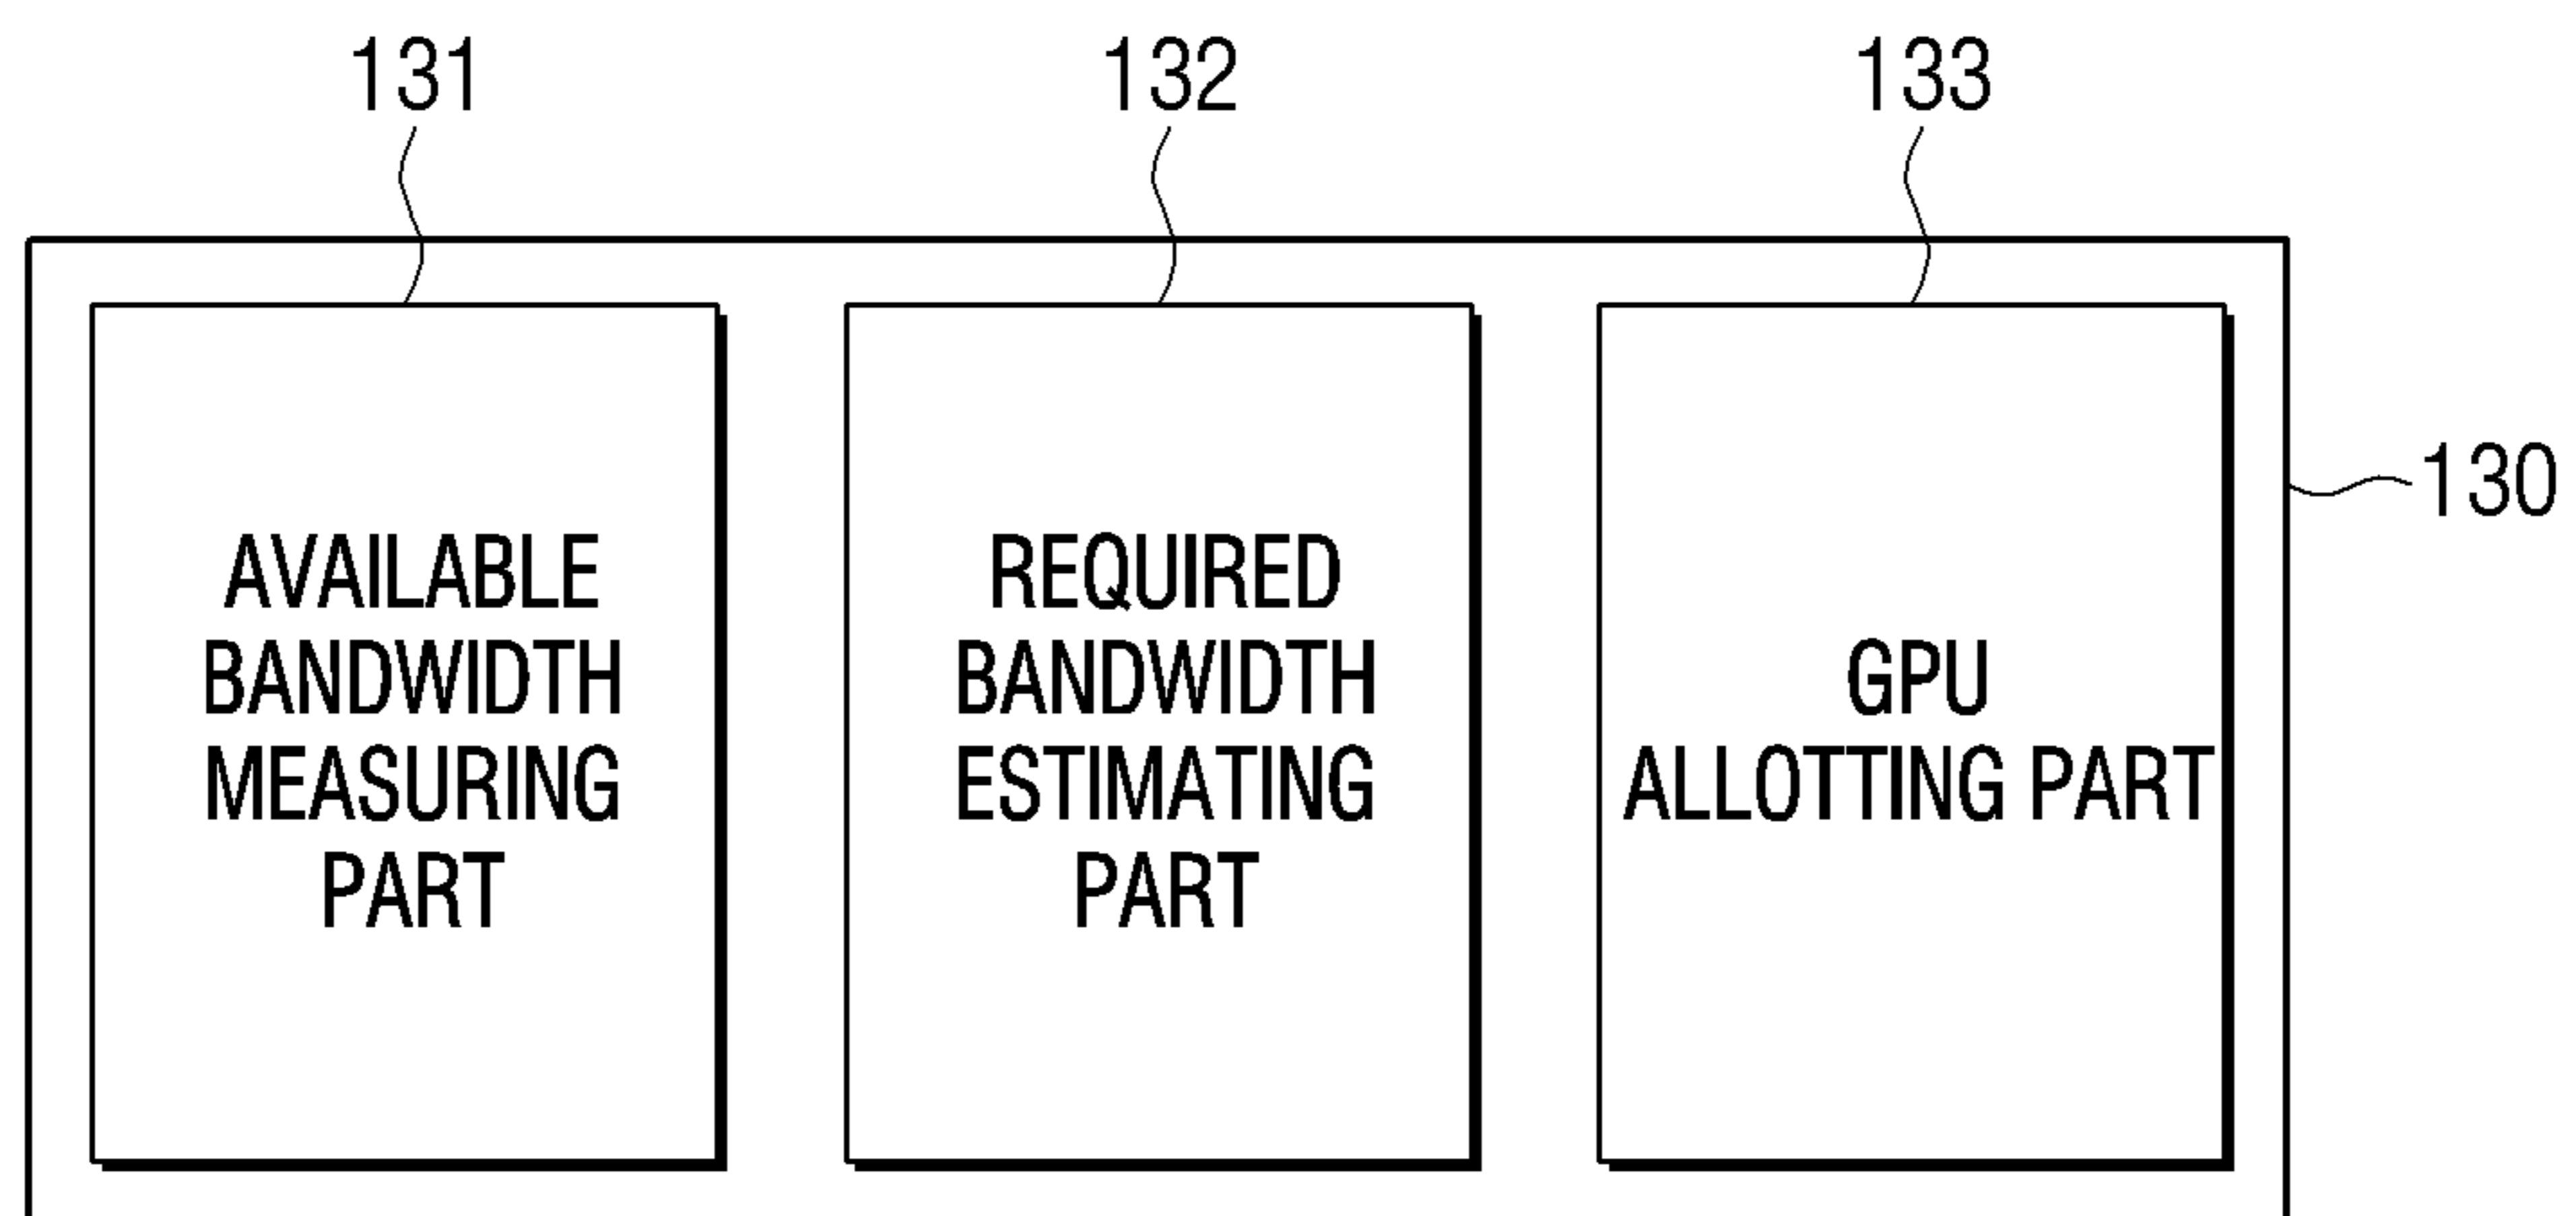 131
132
133
130
AVAILABLE
BANDWIDTH
MEASURING
PART
REQUIRED
BANDWIDTH
ESTIMATING
PART
GPU
ALLOTTING PART